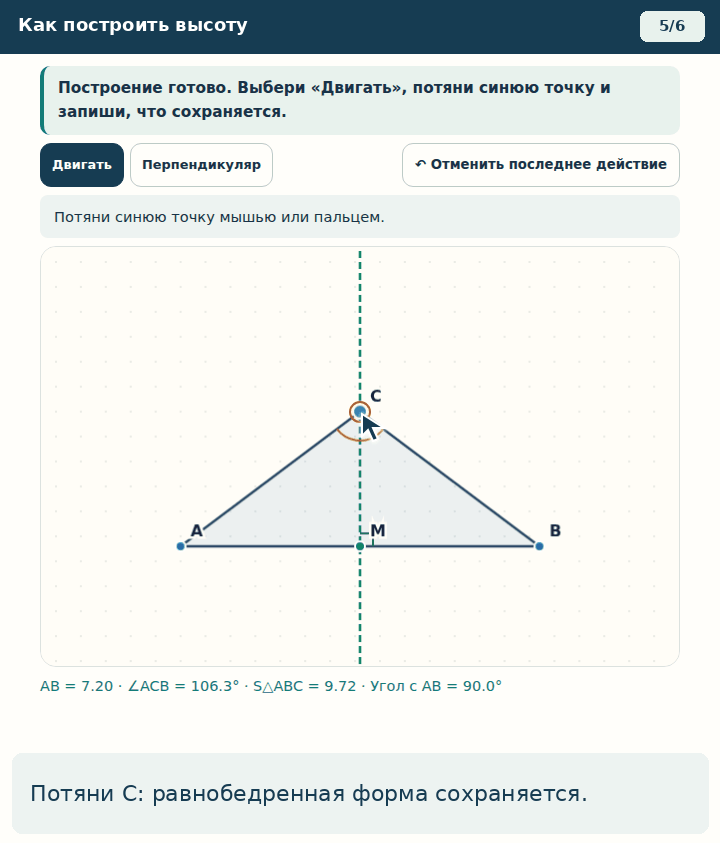 Как построить высоту
5/6
Построение готово. Выбери «Двигать», потяни синюю точку и
запиши, что сохраняется.
Двигать
Перпендикуляр
↶ Отменить последнее действие
Потяни синюю точку мышью или пальцем.
C
A
M
B
AB = 7.20 · ∠ACB = 106.3° · S△ABC = 9.72 · Угол с AB = 90.0°
Потяни C: равнобедренная форма сохраняется.